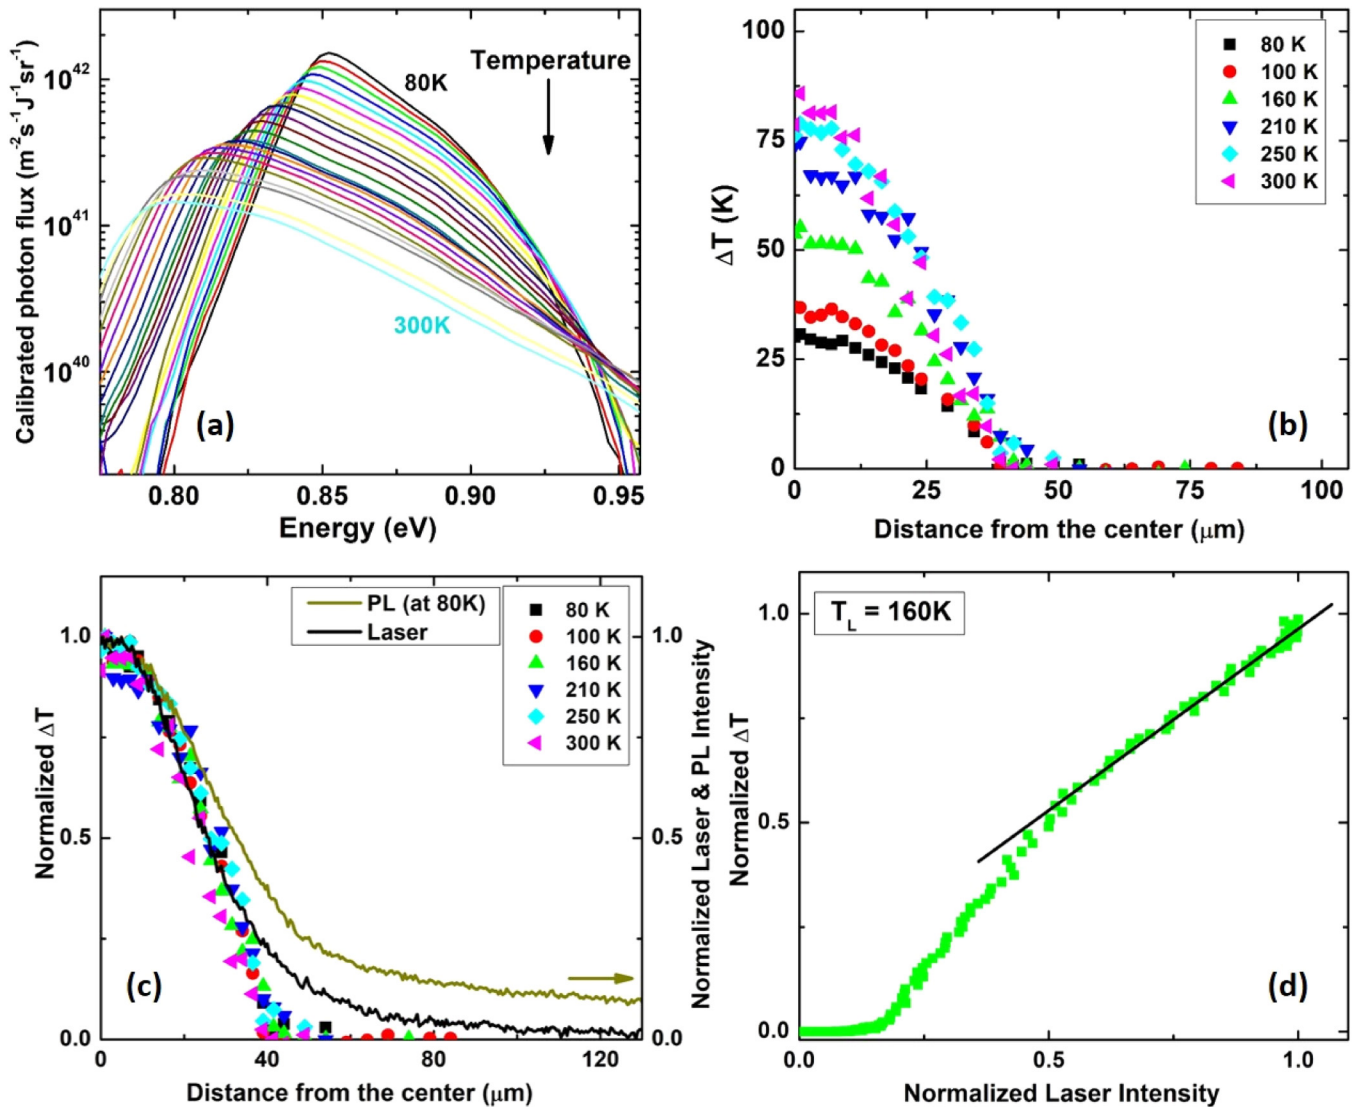 Calibrated photon flux (m⁻²s⁻¹J⁻¹sr⁻¹)
10⁴²
10⁴¹
10⁴⁰
80K
Temperature
300K
(a)
0.80
0.85
0.90
0.95
Energy (eV)
ΔT (K)
100
75
50
25
0
80 K
100 K
160 K
210 K
250 K
300 K
(b)
0
25
50
75
100
Distance from the center (μm)
Normalized ΔT
1.0
0.5
0.0
PL (at 80K)
Laser
80 K
100 K
160 K
210 K
250 K
300 K
(c)
1.0
0.5
0.0
Normalized Laser & PL Intensity
0
40
80
120
Distance from the center (μm)
Normalized ΔT
1.0
0.5
0.0
T_L = 160K
(d)
0.0
0.5
1.0
Normalized Laser Intensity